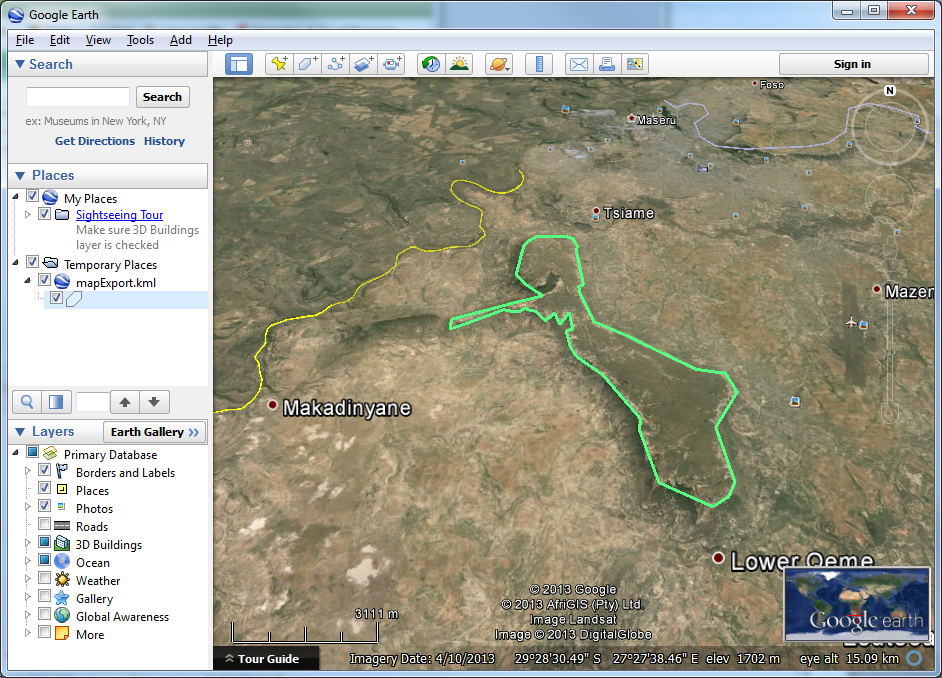 Google Earth
File Edit View Tools Add Help
Search
Search
ex: Museums in New York, NY
Get Directions History
Places
My Places
Sightseeing Tour
Make sure 3D Buildings
layer is checked
Temporary Places
mapExport.kml
Layers
Earth Gallery »
Primary Database
Borders and Labels
Places
Photos
Roads
3D Buildings
Ocean
Weather
Gallery
Global Awareness
More
Sign in
Foso
N
Maseru
Tsiame
Mazen
Makadinyane
Lower Qeme
3111 m
© 2013 Google
© 2013 AfriGIS (Pty) Ltd.
Image Landsat
Image © 2013 DigitalGlobe
Google earth
Tour Guide
Imagery Date: 4/10/2013 29°28'30.49" S 27°27'38.46" E elev 1702 m eye alt 15.09 km